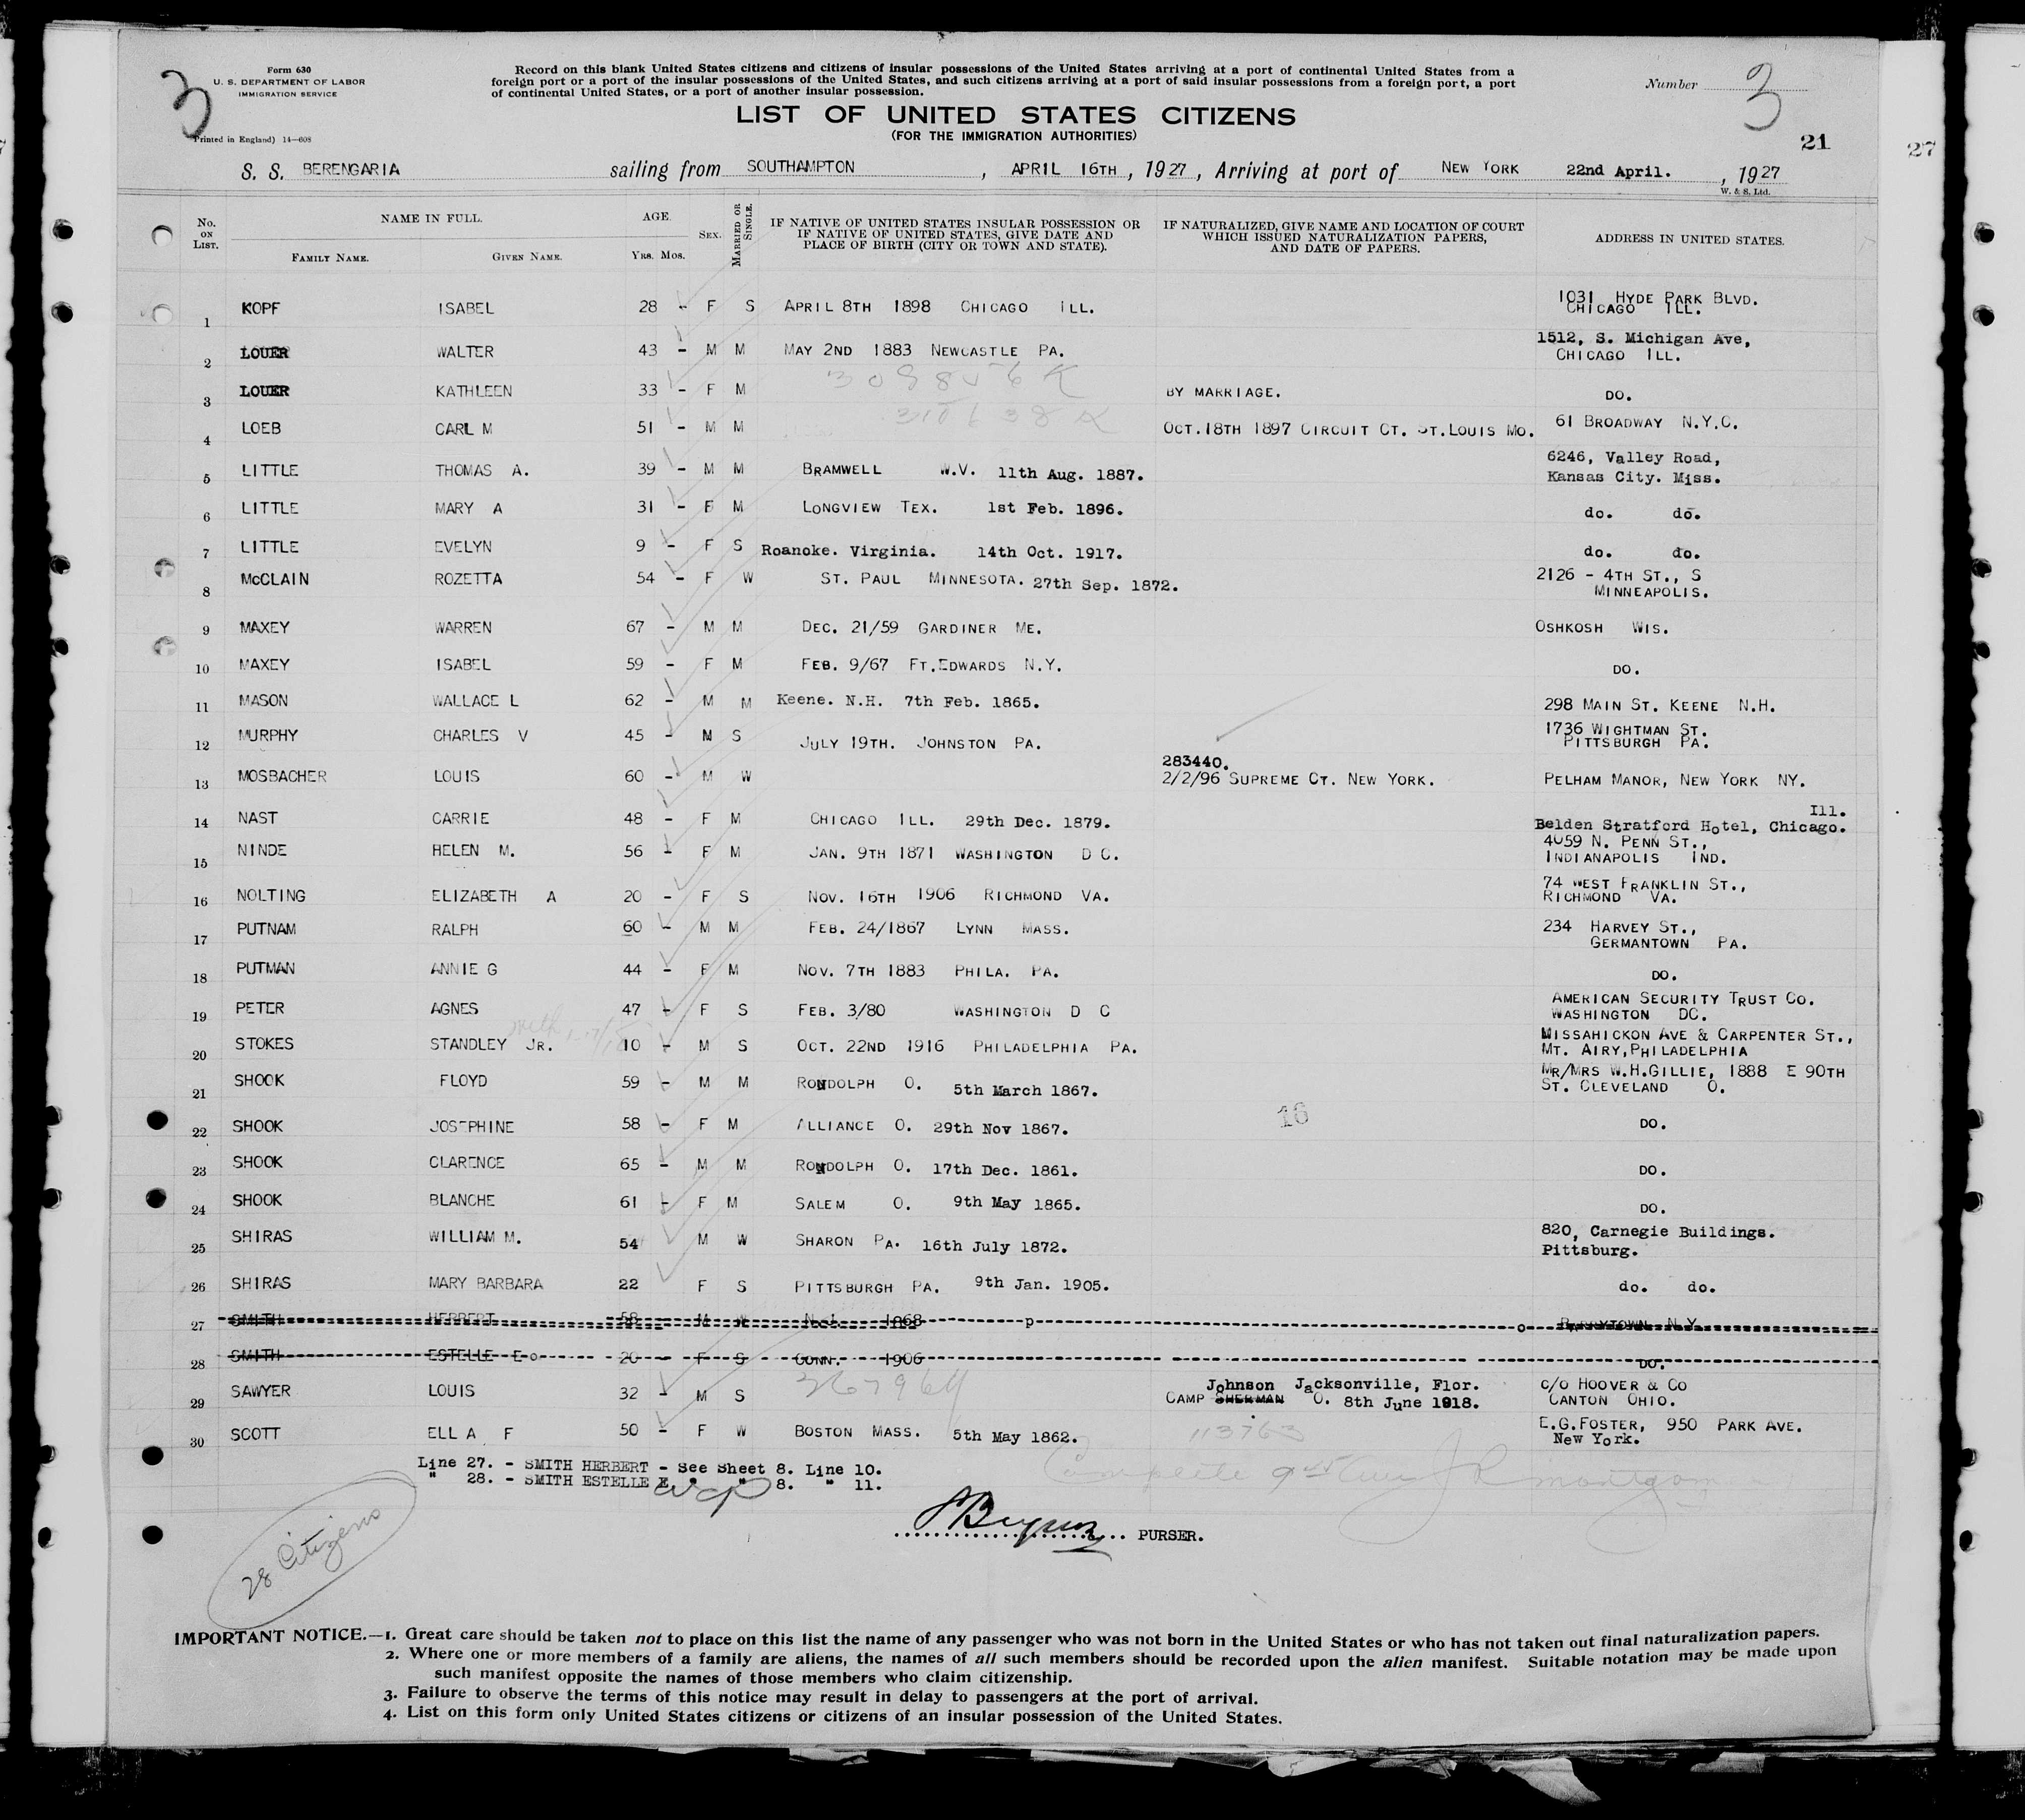 Form 630
U. S. DEPARTMENT OF LABOR
IMMIGRATION SERVICE
Printed in England) 14—608
3
Record on this blank United States citizens and citizens of insular possessions of the United States arriving at a port of continental United States from a
foreign port or a port of the insular possessions of the United States, and such citizens arriving at a port of said insular possessions from a foreign port, a port
of continental United States, or a port of another insular possession.
Number 3
LIST OF UNITED STATES CITIZENS
(FOR THE IMMIGRATION AUTHORITIES)
21
27
S. S. BERENGARIA sailing from SOUTHAMPTON, APRIL 16TH, 1927, Arriving at port of NEW YORK 22nd April., 1927
W. & S. Ltd.
No. ON LIST. NAME IN FULL. FAMILY NAME. GIVEN NAME. AGE. YRS. MOS. SEX. MARRIED OR SINGLE. IF NATIVE OF UNITED STATES INSULAR POSSESSION OR IF NATIVE OF UNITED STATES, GIVE DATE AND PLACE OF BIRTH (CITY OR TOWN AND STATE). IF NATURALIZED, GIVE NAME AND LOCATION OF COURT WHICH ISSUED NATURALIZATION PAPERS, AND DATE OF PAPERS. ADDRESS IN UNITED STATES.
1 KOPF ISABEL 28 - F S APRIL 8TH 1898 CHICAGO ILL. 1031 HYDE PARK BLVD. CHICAGO ILL.
2 LOUER WALTER 43 - M M MAY 2ND 1883 NEWCASTLE PA. 1512, S. Michigan Ave, CHICAGO ILL.
3 LOUER KATHLEEN 33 - F M BY MARRIAGE. DO.
4 LOEB CARL M 51 - M M OCT.18TH 1897 CIRCUIT CT. ST.LOUIS MO. 61 BROADWAY N.Y.C.
5 LITTLE THOMAS A. 39 - M M BRAMWELL W.V. 11th Aug. 1887. 6246, Valley Road, Kansas City. Miss.
6 LITTLE MARY A 31 - F M LONGVIEW TEX. 1st Feb. 1896. do. do.
7 LITTLE EVELYN 9 - F S Roanoke. Virginia. 14th Oct. 1917. do. do.
8 McCLAIN ROZETTA 54 - F W ST. PAUL MINNESOTA. 27th Sep. 1872. 2126 - 4TH ST., S MINNEAPOLIS.
9 MAXEY WARREN 67 - M M DEC. 21/59 GARDINER ME. OSHKOSH WIS.
10 MAXEY ISABEL 59 - F M FEB. 9/67 FT.EDWARDS N.Y. DO.
11 MASON WALLACE L 62 - M M Keene. N.H. 7th Feb. 1865. 298 MAIN ST. KEENE N.H.
12 MURPHY CHARLES V 45 - M S JULY 19TH. JOHNSTON PA. 1736 WIGHTMAN ST. PITTSBURGH PA.
13 MOSBACHER LOUIS 60 - M W 283440. 2/2/96 SUPREME CT. NEW YORK. PELHAM MANOR, NEW YORK NY.
14 NAST CARRIE 48 - F M CHICAGO ILL. 29th Dec. 1879. Belden Stratford Hotel, Chicago. Ill.
15 NINDE HELEN M. 56 - F M JAN. 9TH 1871 WASHINGTON D C. 4059 N. PENN ST., INDIANAPOLIS IND.
16 NOLTING ELIZABETH A 20 - F S NOV. 16TH 1906 RICHMOND VA. 74 WEST FRANKLIN ST., RICHMOND VA.
17 PUTNAM RALPH 60 - M M FEB. 24/1867 LYNN MASS. 234 HARVEY ST., GERMANTOWN PA.
18 PUTMAN ANNIE G 44 - F M NOV. 7TH 1883 PHILA. PA. DO.
19 PETER AGNES 47 - F S FEB. 3/80 WASHINGTON D C AMERICAN SECURITY TRUST CO. WASHINGTON DC.
20 STOKES STANDLEY JR. 10 - M S OCT. 22ND 1916 PHILADELPHIA PA. WISSAHICKON AVE & CARPENTER ST., MT. AIRY,PHILADELPHIA
21 SHOOK FLOYD 59 - M M RONDOLPH O. 5th March 1867. MR/MRS W.H.GILLIE, 1888 E 90TH ST. CLEVELAND O.
22 SHOOK JOSEPHINE 58 - F M ALLIANCE O. 29th Nov 1867. 16 DO.
23 SHOOK CLARENCE 65 - M M RONDOLPH O. 17th Dec. 1861. DO.
24 SHOOK BLANCHE 61 - F M SALEM O. 9th May 1865. DO.
25 SHIRAS WILLIAM M. 54 M W SHARON PA. 16th July 1872. 820, Carnegie Buildings. Pittsburg.
26 SHIRAS MARY BARBARA 22 F S PITTSBURGH PA. 9th Jan. 1905. do. do.
27 SMITH HERBERT 58 - M W N.J. 1868 N Y
28 SMITH ESTELLE E 20 - F S CONN. 1906 DO.
29 SAWYER LOUIS 32 - M S 367964 Johnson Jacksonville, Flor. CAMP SHERMAN O. 8th June 1918. C/O HOOVER & CO CANTON OHIO.
30 SCOTT ELLA F 50 - F W BOSTON MASS. 5th May 1862. 113763 E.G.FOSTER, 950 PARK AVE. New York.
Line 27. - SMITH HERBERT - See Sheet 8. Line 10.
" 28. - SMITH ESTELLE E " " 8. " 11.
28 Citizens
PURSER.
IMPORTANT NOTICE.—1. Great care should be taken not to place on this list the name of any passenger who was not born in the United States or who has not taken out final naturalization papers.
2. Where one or more members of a family are aliens, the names of all such members should be recorded upon the alien manifest. Suitable notation may be made upon
such manifest opposite the names of those members who claim citizenship.
3. Failure to observe the terms of this notice may result in delay to passengers at the port of arrival.
4. List on this form only United States citizens or citizens of an insular possession of the United States.